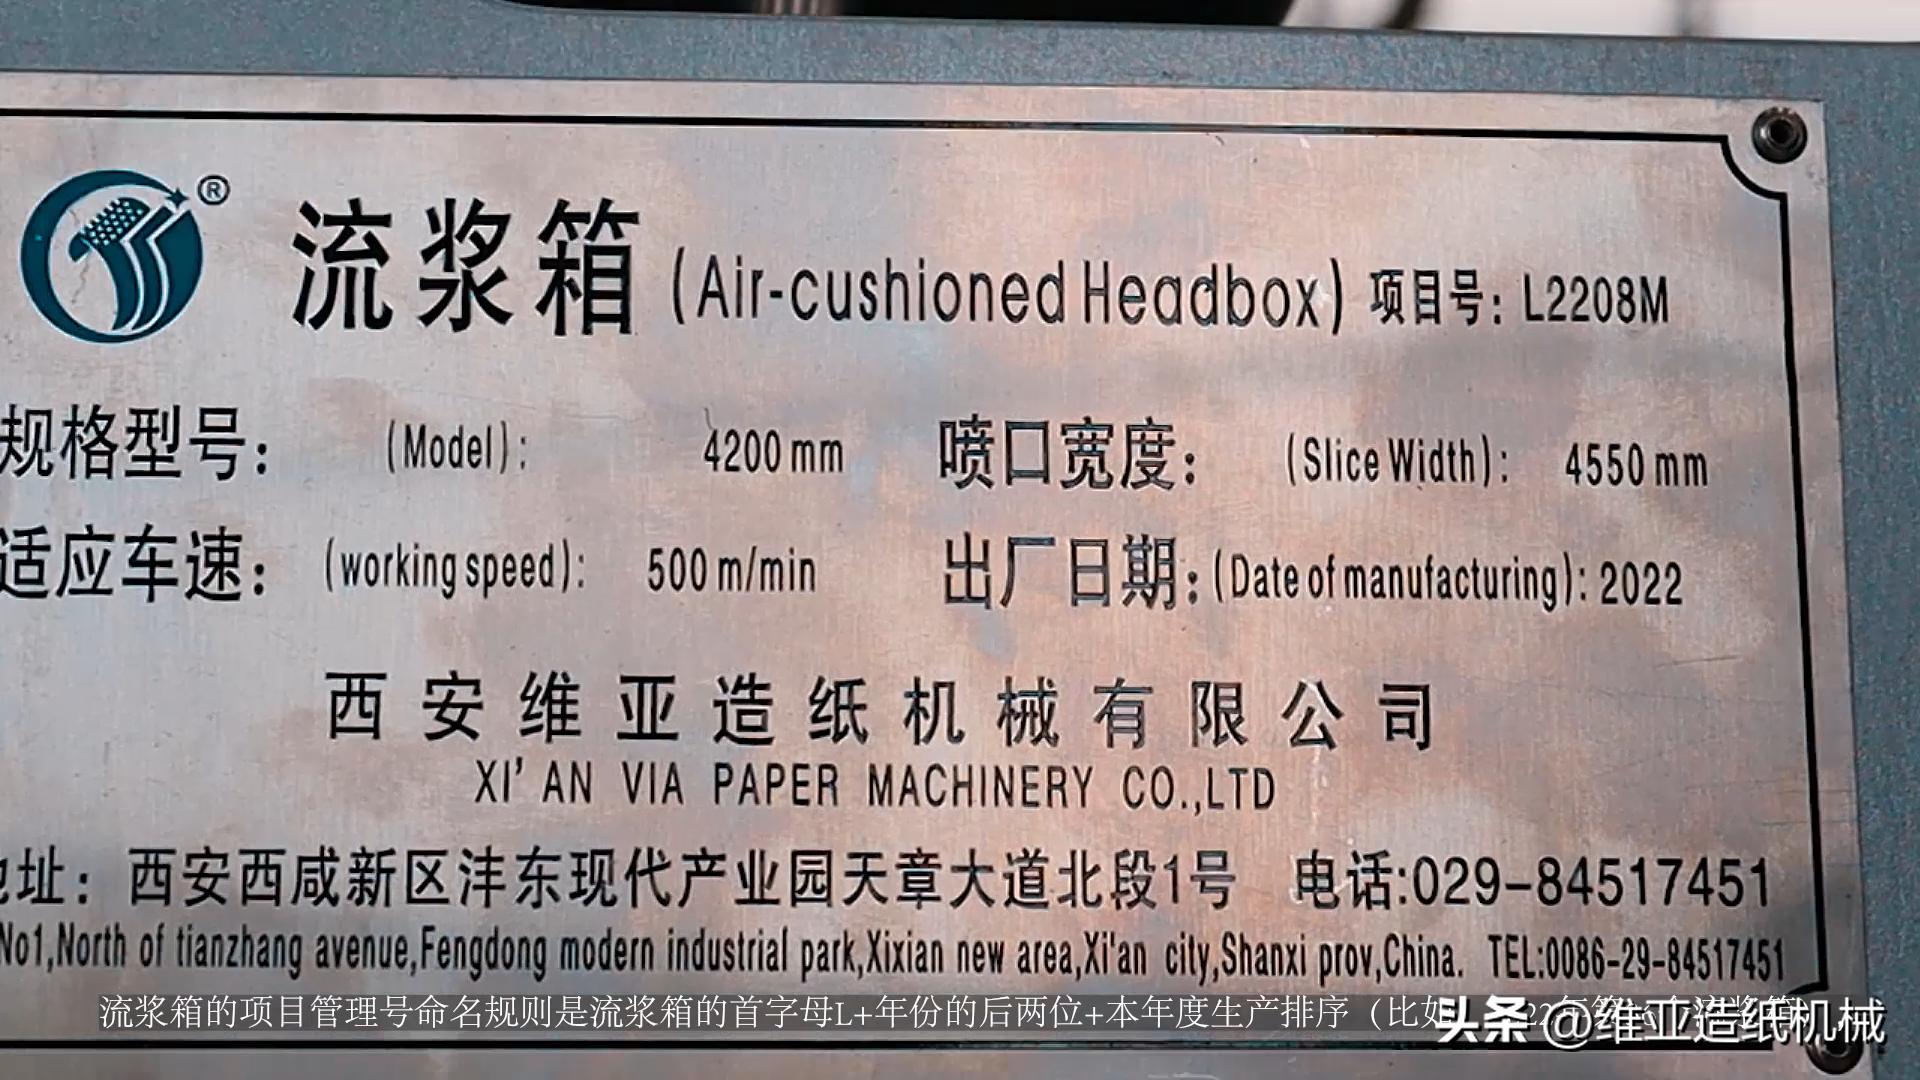 ® 流浆箱 (Air-cushioned Headbox) 项目号: L2208M
规格型号: (Model): 4200 mm 喷口宽度: (Slice Width): 4550 mm
适应车速: (working speed): 500 m/min 出厂日期: (Date of manufacturing): 2022
西安维亚造纸机械有限公司
XI'AN VIA PAPER MACHINERY CO.,LTD
地址: 西安西咸新区沣东现代产业园天章大道北段1号 电话:029-84517451
No1,North of tianzhang avenue,Fengdong modern industrial park,Xixian new area,Xi'an city,Shanxi prov,China. TEL:0086-29-84517451
流浆箱的项目管理号命名规则是流浆箱的首字母L+年份的后两位+本年度生产排序（比如
头条 @维亚造纸机械